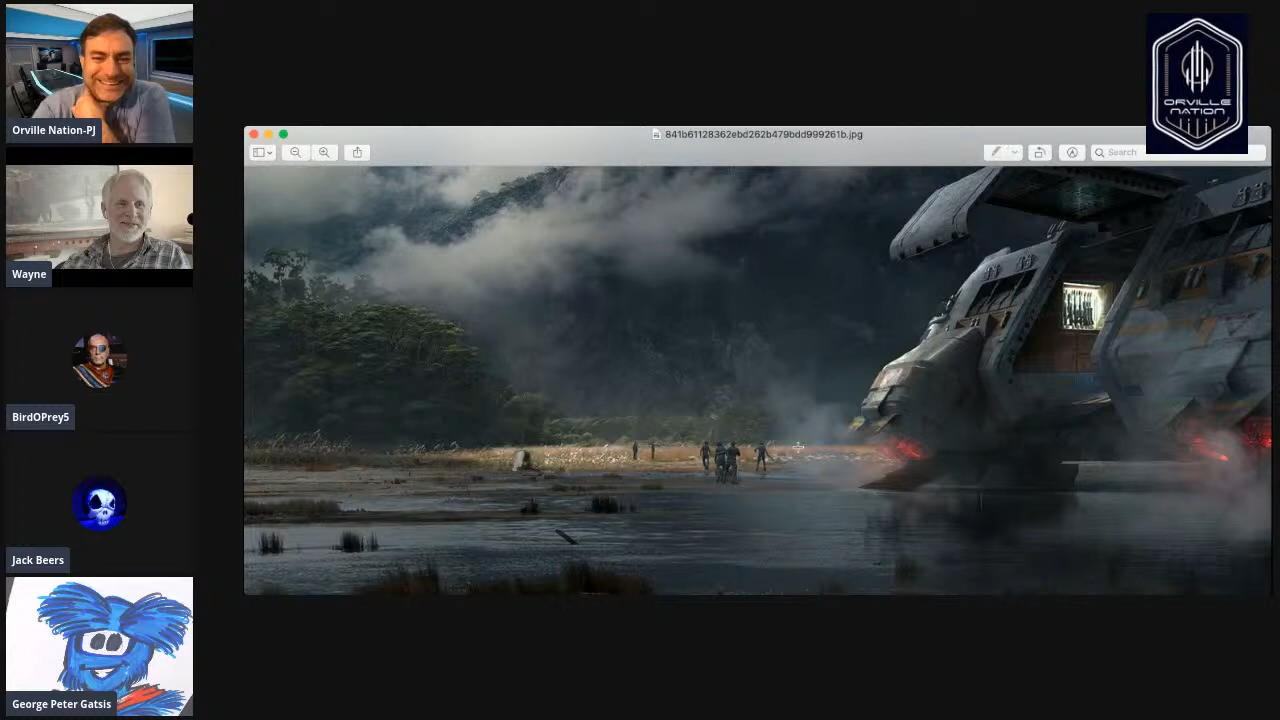 Orville Nation-PJ
Wayne
BirdOPrey5
Jack Beers
George Peter Gatsis
841b61128362ebd262b479bdd999261b.jpg
Search
ORVILLE
NATION